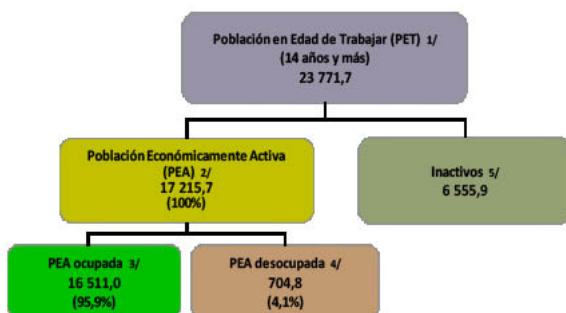 Población en Edad de Trabajar (PET) 1/
(14 años y más)
23 771,7
Población Económicamente Activa
(PEA) 2/
17 215,7
(100%)
Inactivos 5/
6 555,9
PEA ocupada 3/
16 511,0
(95,9%)
PEA desocupada 4/
704,8
(4,1%)